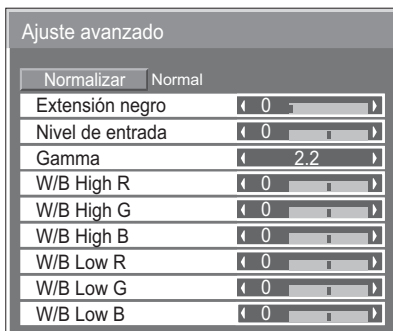 Ajuste avanzado
Normalizar Normal
Extensión negro 0
Nivel de entrada 0
Gamma 2.2
W/B High R 0
W/B High G 0
W/B High B 0
W/B Low R 0
W/B Low G 0
W/B Low B 0